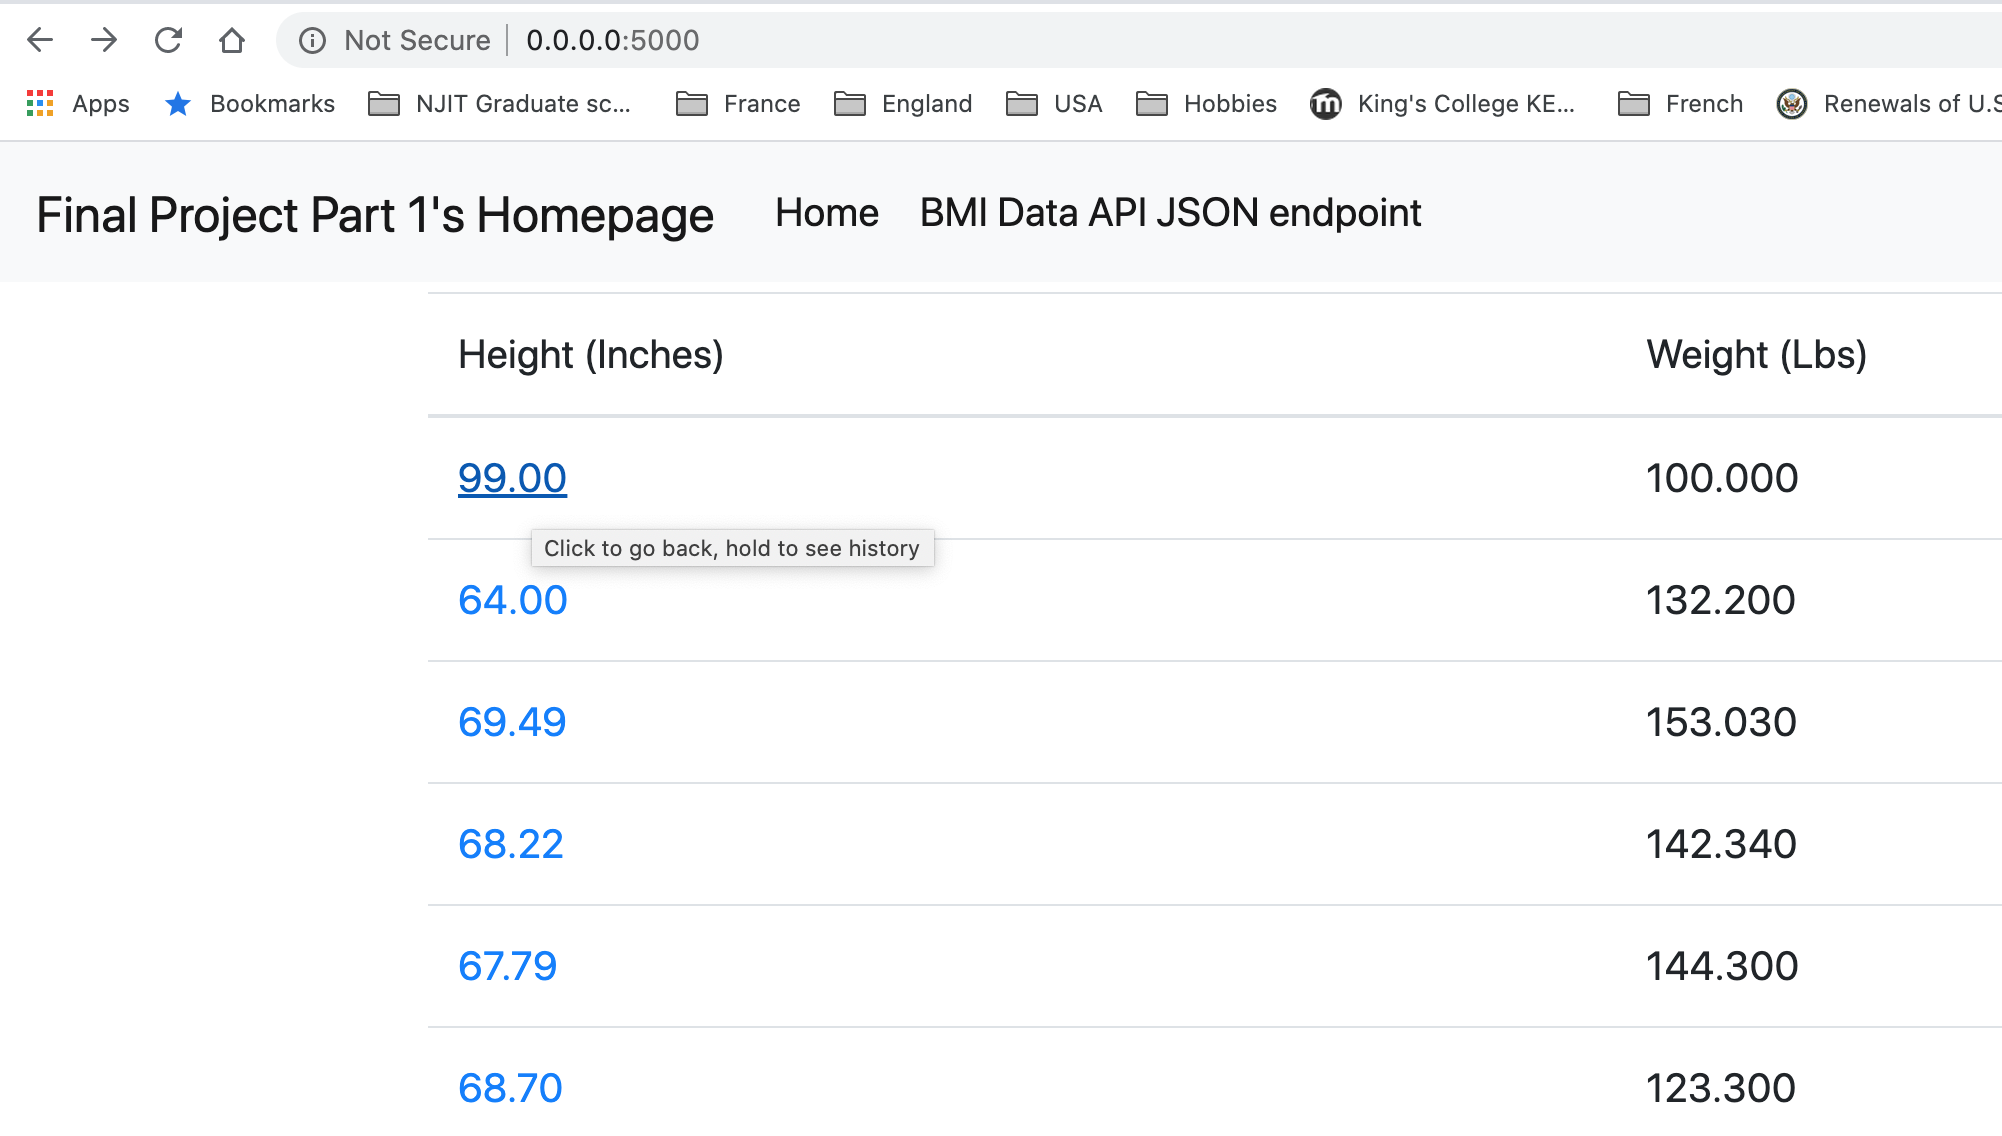 Not Secure 0.0.0.0:5000
Apps Bookmarks NJIT Graduate sc... France England USA Hobbies King's College KE... French Renewals of U.S
Final Project Part 1's Homepage Home BMI Data API JSON endpoint
Height (Inches) Weight (Lbs)
99.00 100.000
Click to go back, hold to see history
64.00 132.200
69.49 153.030
68.22 142.340
67.79 144.300
68.70 123.300